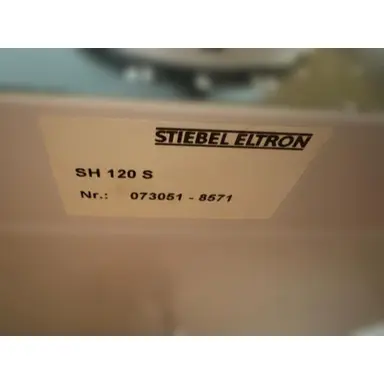 STIEBEL ELTRON
SH 120 S
Nr.: 073051 - 8571